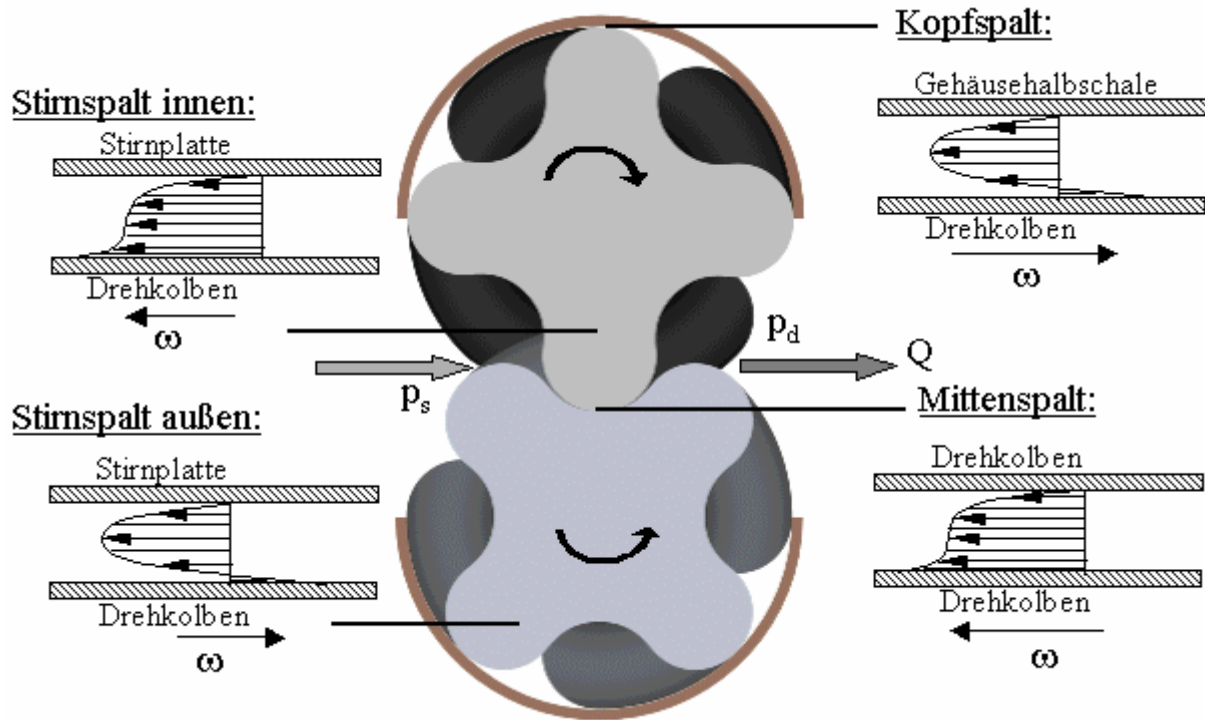 Kopfspalt:
Gehäusehalbschale
Drehkolben
ω
Stirnspalt innen:
Stirnplatte
Drehkolben
ω
p_s
p_d
Q
Stirnspalt außen:
Stirnplatte
Drehkolben
ω
Mittenspalt:
Drehkolben
Drehkolben
ω